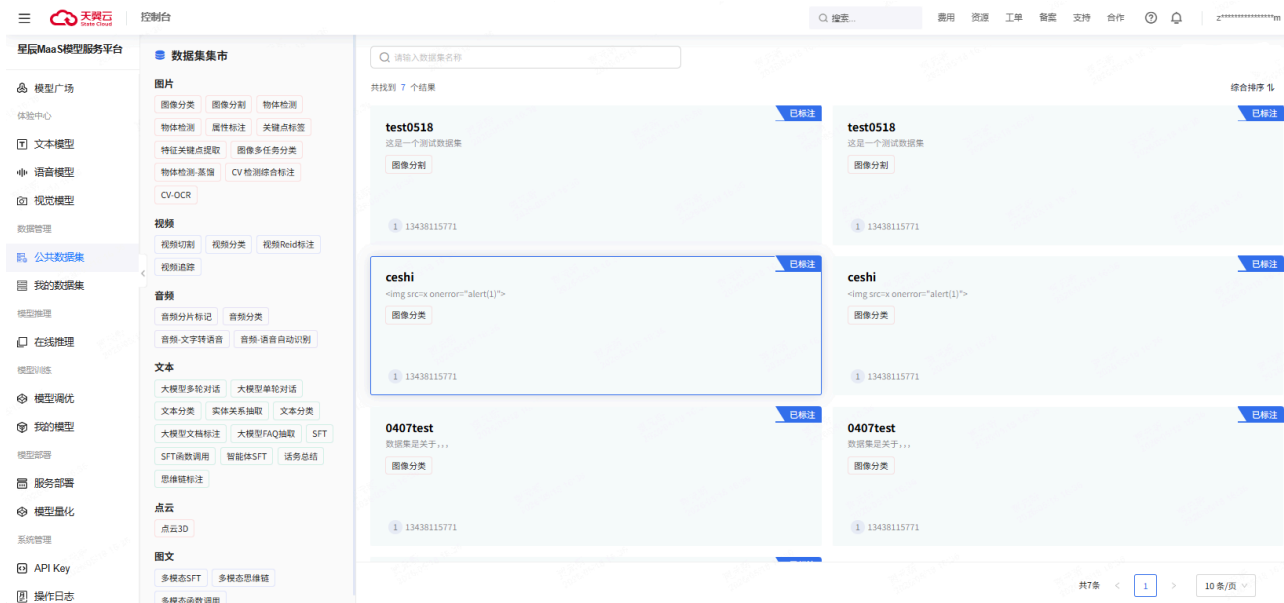 天翼云
State Cloud
控制台
搜索...
费用 资源 工单 备案 支持 合作
z****************m
星辰MaaS模型服务平台
模型广场
体验中心
文本模型
语音模型
视觉模型
数据管理
公共数据集
我的数据集
模型推理
在线推理
模型训练
模型调优
我的模型
模型部署
服务部署
模型量化
系统管理
API Key
操作日志
数据集集市
图片
图像分类 图像分割 物体检测
物体检测 属性标注 关键点标签
特征关键点提取 图像多任务分类
物体检测-蒸馏 CV检测综合标注
CV-OCR
视频
视频切割 视频分类 视频Reid标注
视频追踪
音频
音频分片标记 音频分类
音频-文字转语音 音频-语音自动识别
文本
大模型多轮对话 大模型单轮对话
文本分类 实体关系抽取 文本分类
大模型文档标注 大模型FAQ抽取 SFT
SFT函数调用 智能体SFT 话务总结
思维链标注
点云
点云3D
图文
多模态SFT 多模态思维链
多模态函数调用
请输入数据集名称
共找到 7 个结果
综合排序
已标注
test0518
这是一个测试数据集
图像分割
1 13438115771
已标注
test0518
这是一个测试数据集
图像分割
1 13438115771
已标注
ceshi
<img src=x onerror="alert(1)">
图像分类
1 13438115771
已标注
ceshi
<img src=x onerror="alert(1)">
图像分类
1 13438115771
已标注
0407test
数据集是关于,,,
图像分类
1 13438115771
已标注
0407test
数据集是关于,,,
图像分类
1 13438115771
共7条 < 1 > 10条/页